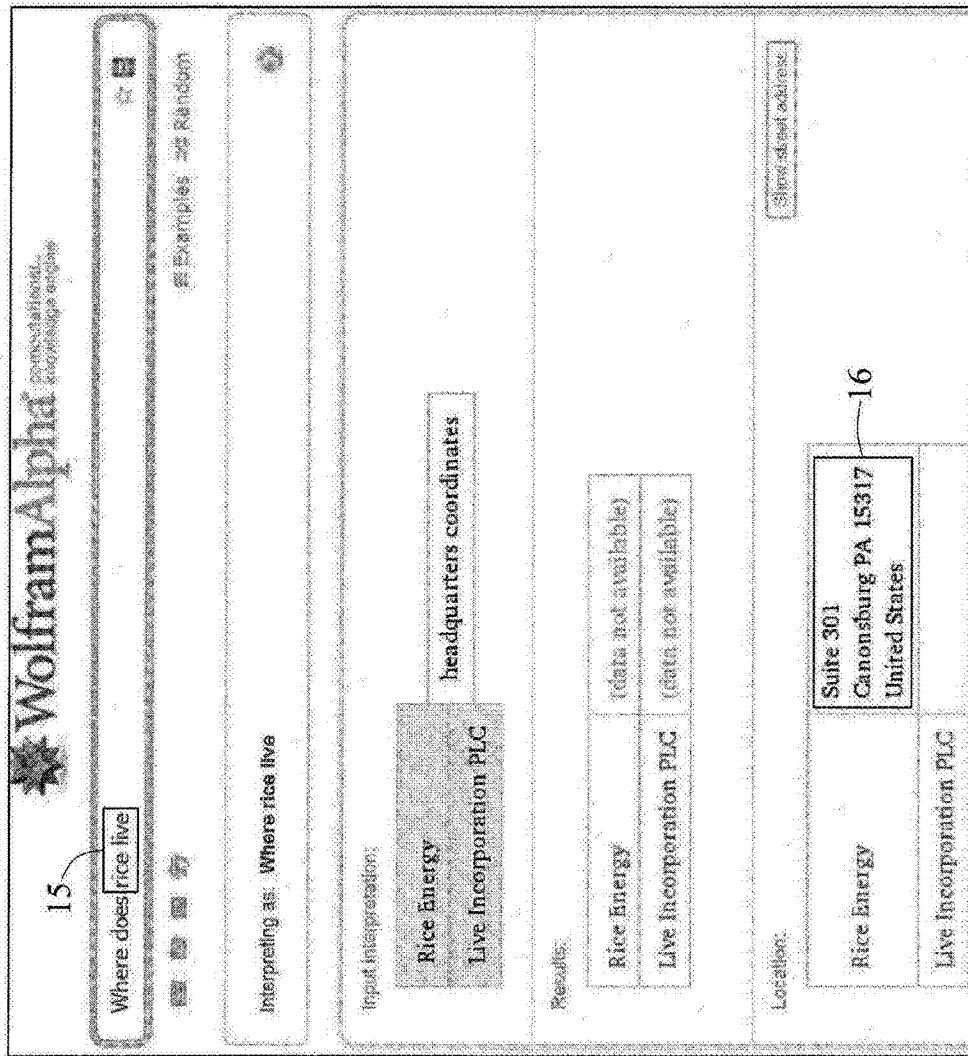 WolframAlpha computational... knowledge engine
15
Where does rice live
Examples Random
Interpreting as: Where rice live
Input interpretation:
Rice Energy
Live Incorporation PLC
headquarters coordinates
Results:
Rice Energy (data not available)
Live Incorporation PLC (data not available)
Location:
Show street address
Rice Energy
Suite 301
Canonsburg PA 15317
United States
16
Live Incorporation PLC